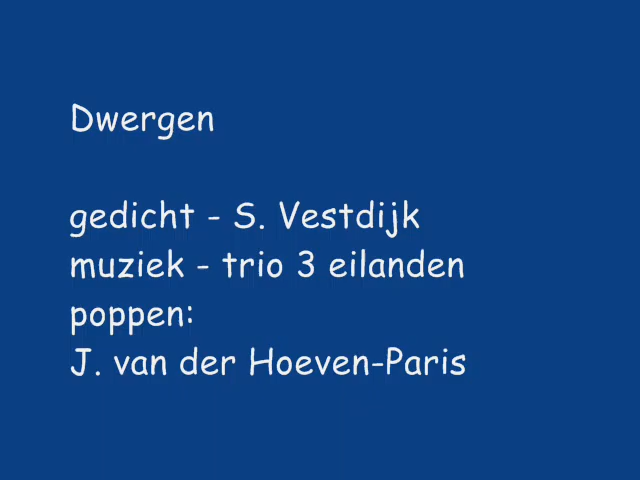 Dwergen
gedicht - S. Vestdijk
muziek - trio 3 eilanden
poppen:
J. van der Hoeven-Paris